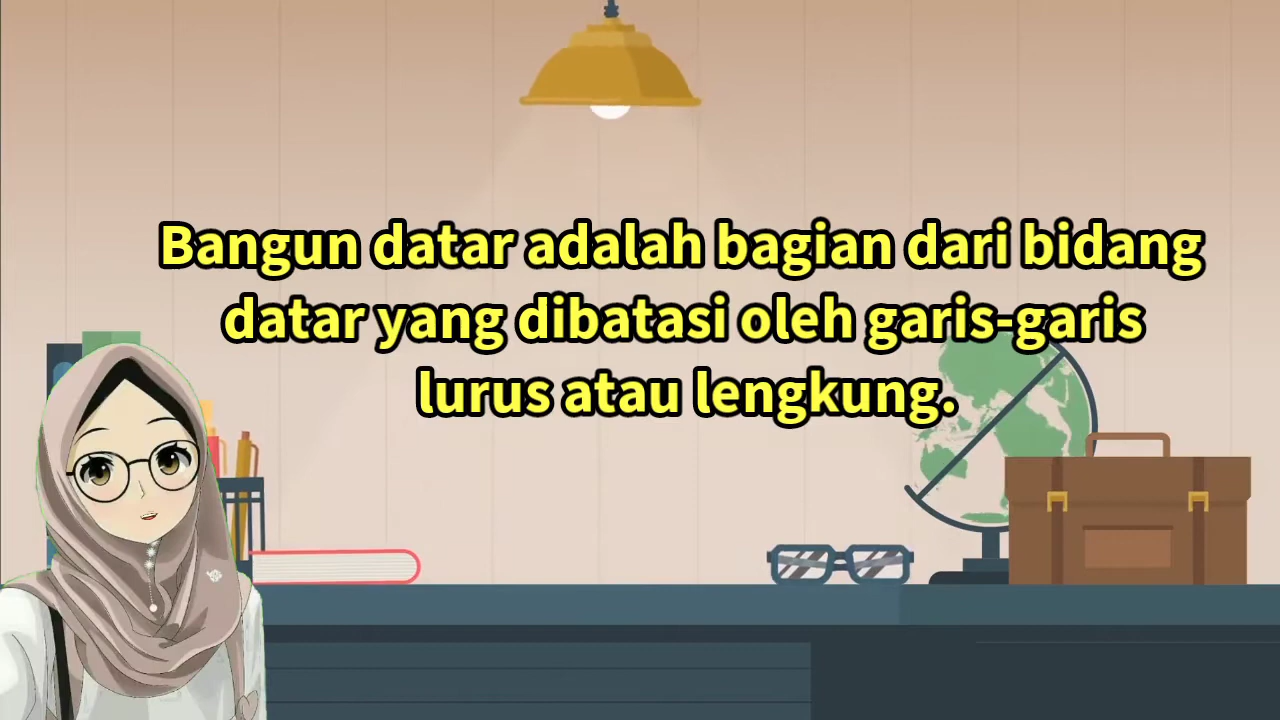 Bangun datar adalah bagian dari bidang
datar yang dibatasi oleh garis-garis
lurus atau lengkung.